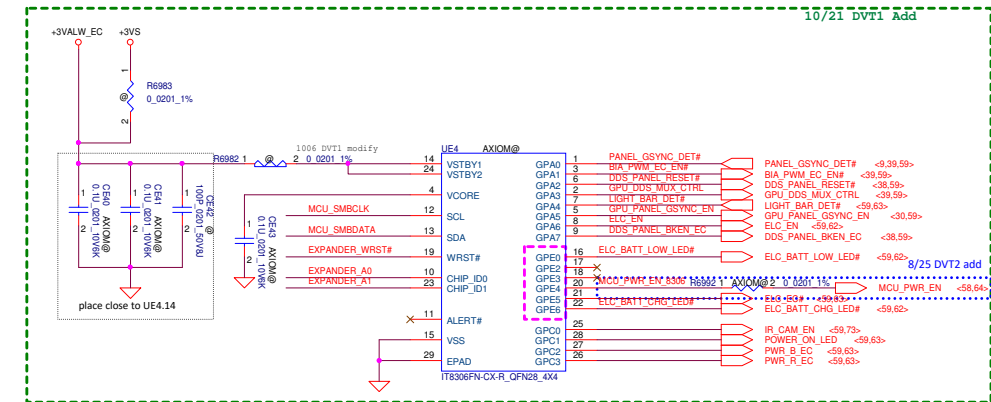 10/21 DVT1 Add
+3VALW_EC +3VS
1
R6983
@ 0_0201_1%
2
1006 DVT1 modify
R6982 1 @ 2 0_0201_1%
UE4 AXIOM@
14 VSTBY1
24 VSTBY2
4 VCORE
12 SCL
13 SDA
19 WRST#
10 CHIP_ID0
23 CHIP_ID1
11 ALERT#
15 VSS
29 EPAD
IT8306FN-CX-R_QFN28_4X4
MCU_SMBCLK
MCU_SMBDATA
EXPANDER_WRST#
EXPANDER_A0
EXPANDER_A1
CE40 0.1U_0201_10V6K AXIOM@ 1 2
CE41 0.1U_0201_10V6K AXIOM@ 1 2
CE42 100P_0201_50V8J @ 1 2
CE43 0.1U_0201_10V6K AXIOM@ 1 2
place close to UE4.14
GPA0 1 PANEL_GSYNC_DET# PANEL_GSYNC_DET# <9,39,59>
GPA1 3 BIA_PWM_EC_EN# BIA_PWM_EC_EN# <39,59>
GPA2 6 DDS_PANEL_RESET# DDS_PANEL_RESET# <38,59>
GPA3 2 GPU_DDS_MUX_CTRL GPU_DDS_MUX_CTRL <39,59>
GPA4 7 LIGHT_BAR_DET# LIGHT_BAR_DET# <59,63>
GPA5 5 GPU_PANEL_GSYNC_EN GPU_PANEL_GSYNC_EN <30,59>
GPA6 8 ELC_EN ELC_EN <59,62>
GPA7 9 DDS_PANEL_BKEN_EC DDS_PANEL_BKEN_EC <38,59>
GPE0 16 ELC_BATT_LOW_LED# ELC_BATT_LOW_LED# <59,62>
8/25 DVT2 add
GPE2 17
GPE3 18
GPE4 20 MCU_PWR_EN_8306 R6992 1 AXIOM@ 2 0_0201_1% MCU_PWR_EN <58,64>
GPE5 21
GPE6 22 ELC_BATT_CHG_LED# ELC_BATT_CHG_LED# <59,62>
GPC0 25 IR_CAM_EN <59,73>
GPC1 28 POWER_ON_LED <59,63>
GPC2 27 PWR_B_EC <59,63>
GPC3 26 PWR_R_EC <59,63>